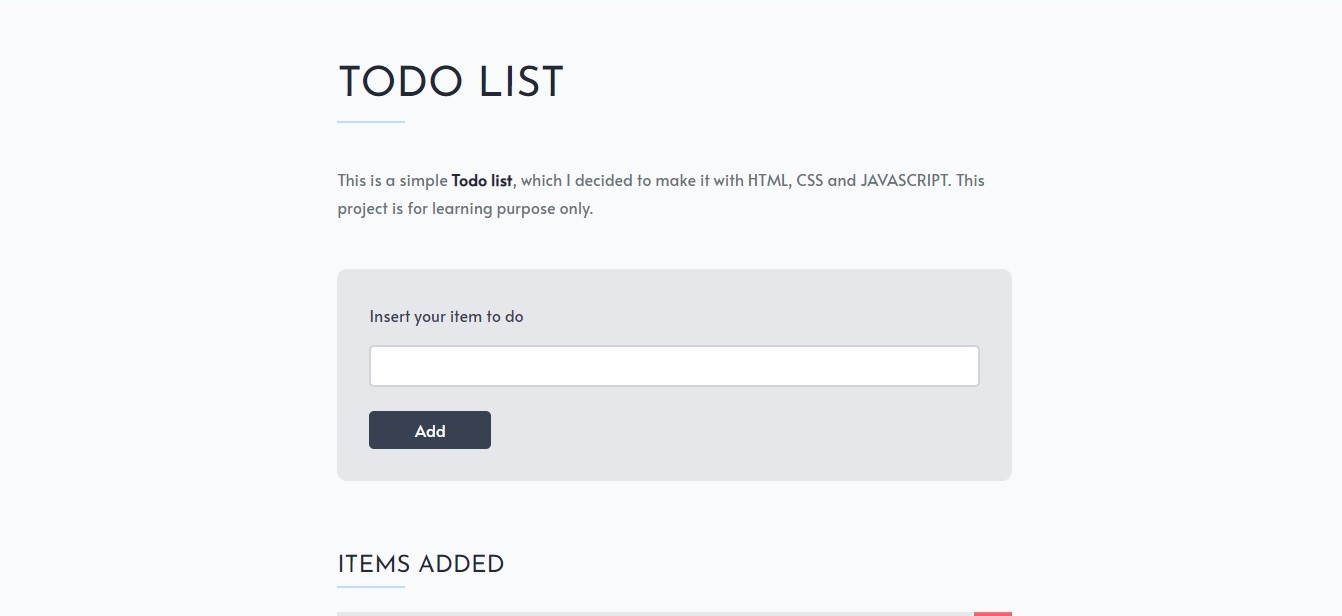 TODO LIST
This is a simple Todo list, which I decided to make it with HTML, CSS and JAVASCRIPT. This
project is for learning purpose only.
Insert your item to do
Add
ITEMS ADDED